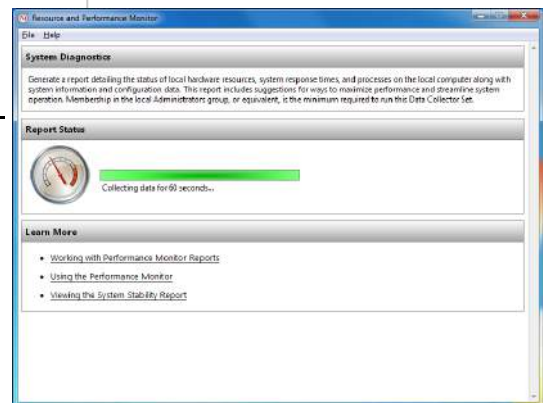 Resource and Performance Monitor
File Help
System Diagnostics
Generate a report detailing the status of local hardware resources, system response times, and processes on the local computer along with
system information and configuration data. This report includes suggestions for ways to maximize performance and streamline system
operation. Membership in the local Administrators group, or equivalent, is the minimum required to run this Data Collector Set.
Report Status
Collecting data for 60 seconds...
Learn More
• Working with Performance Monitor Reports
• Using the Performance Monitor
• Viewing the System Stability Report